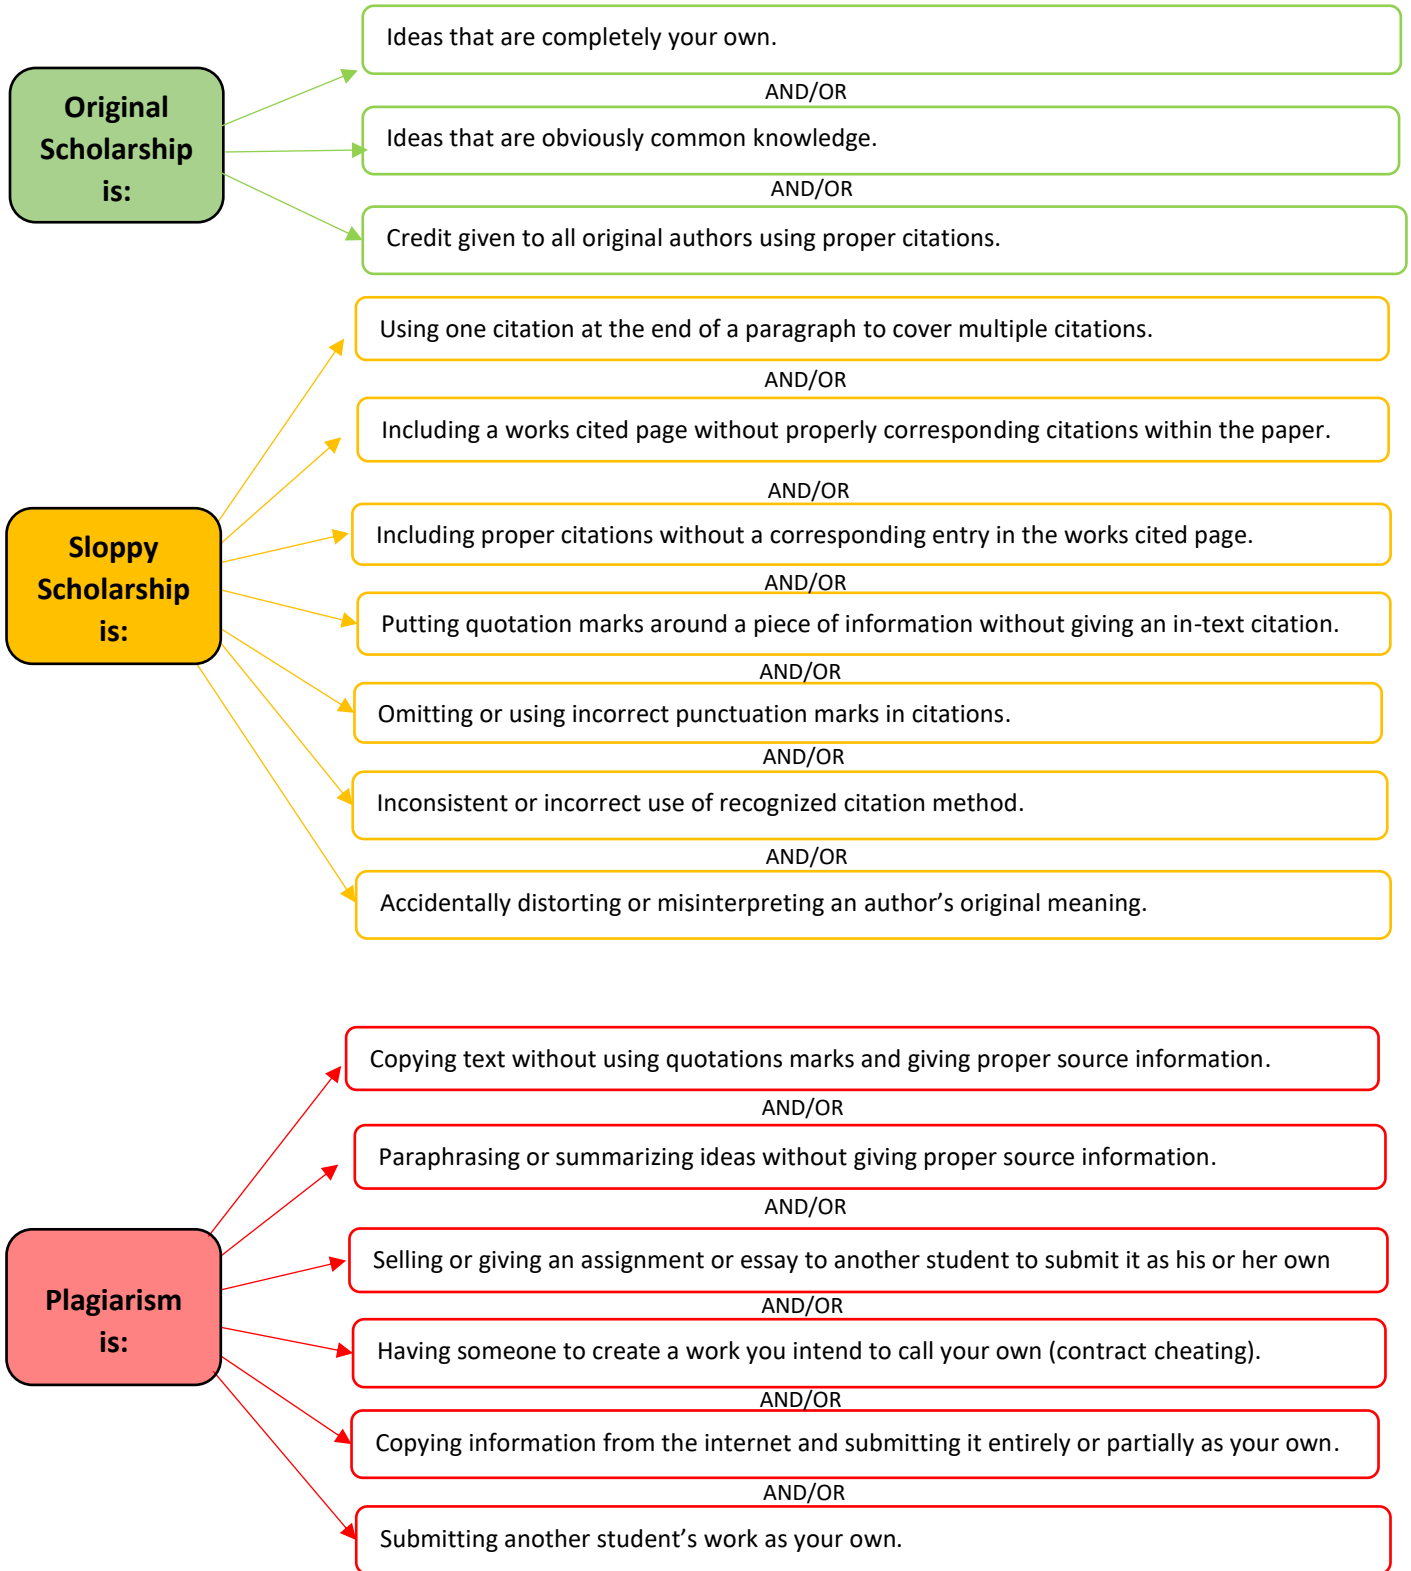 Original
Scholarship
is:
Ideas that are completely your own.
AND/OR
Ideas that are obviously common knowledge.
AND/OR
Credit given to all original authors using proper citations.
Sloppy
Scholarship
is:
Using one citation at the end of a paragraph to cover multiple citations.
AND/OR
Including a works cited page without properly corresponding citations within the paper.
AND/OR
Including proper citations without a corresponding entry in the works cited page.
AND/OR
Putting quotation marks around a piece of information without giving an in-text citation.
AND/OR
Omitting or using incorrect punctuation marks in citations.
AND/OR
Inconsistent or incorrect use of recognized citation method.
AND/OR
Accidentally distorting or misinterpreting an author’s original meaning.
Plagiarism
is:
Copying text without using quotations marks and giving proper source information.
AND/OR
Paraphrasing or summarizing ideas without giving proper source information.
AND/OR
Selling or giving an assignment or essay to another student to submit it as his or her own
AND/OR
Having someone to create a work you intend to call your own (contract cheating).
AND/OR
Copying information from the internet and submitting it entirely or partially as your own.
AND/OR
Submitting another student’s work as your own.